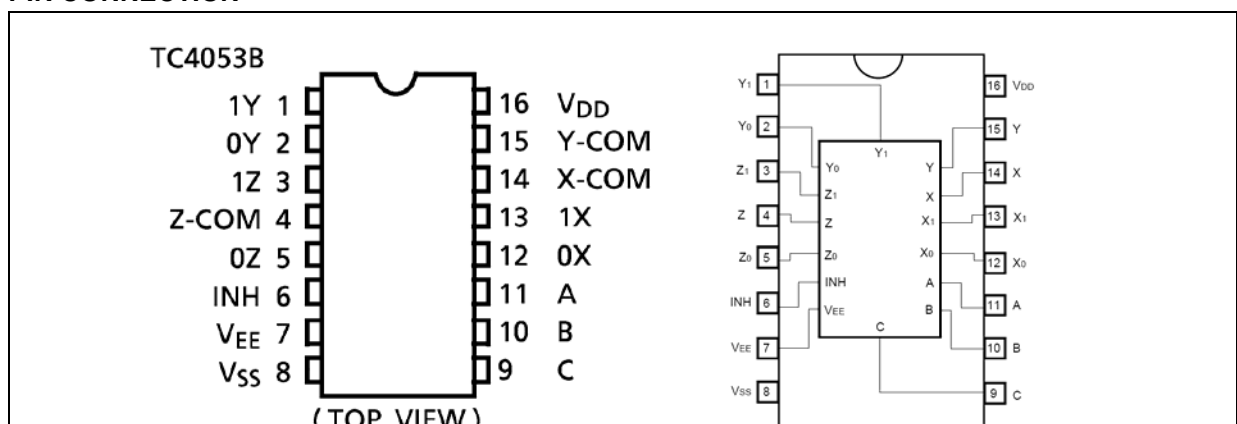 PIN CONNECTION
TC4053B
1Y 1
0Y 2
1Z 3
Z-COM 4
0Z 5
INH 6
VEE 7
VSS 8
16 VDD
15 Y-COM
14 X-COM
13 1X
12 0X
11 A
10 B
9 C
(TOP VIEW)
Y1 1
Y0 2
Z1 3
Z 4
Z0 5
INH 6
VEE 7
VSS 8
Y1
Y0
Z1
Z
Z0
INH
VEE
Y
X
X1
X0
A
B
C
16 VDD
15 Y
14 X
13 X1
12 X0
11 A
10 B
9 C